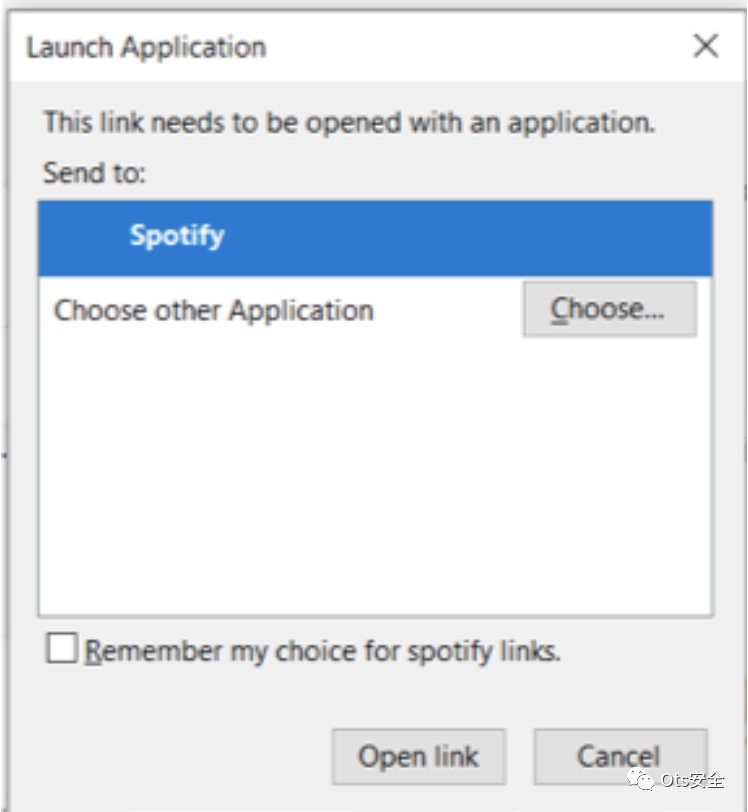 Launch Application
This link needs to be opened with an application.
Send to:
Spotify
Choose other Application
Choose...
Remember my choice for spotify links.
Open link
Cancel
Ots安全